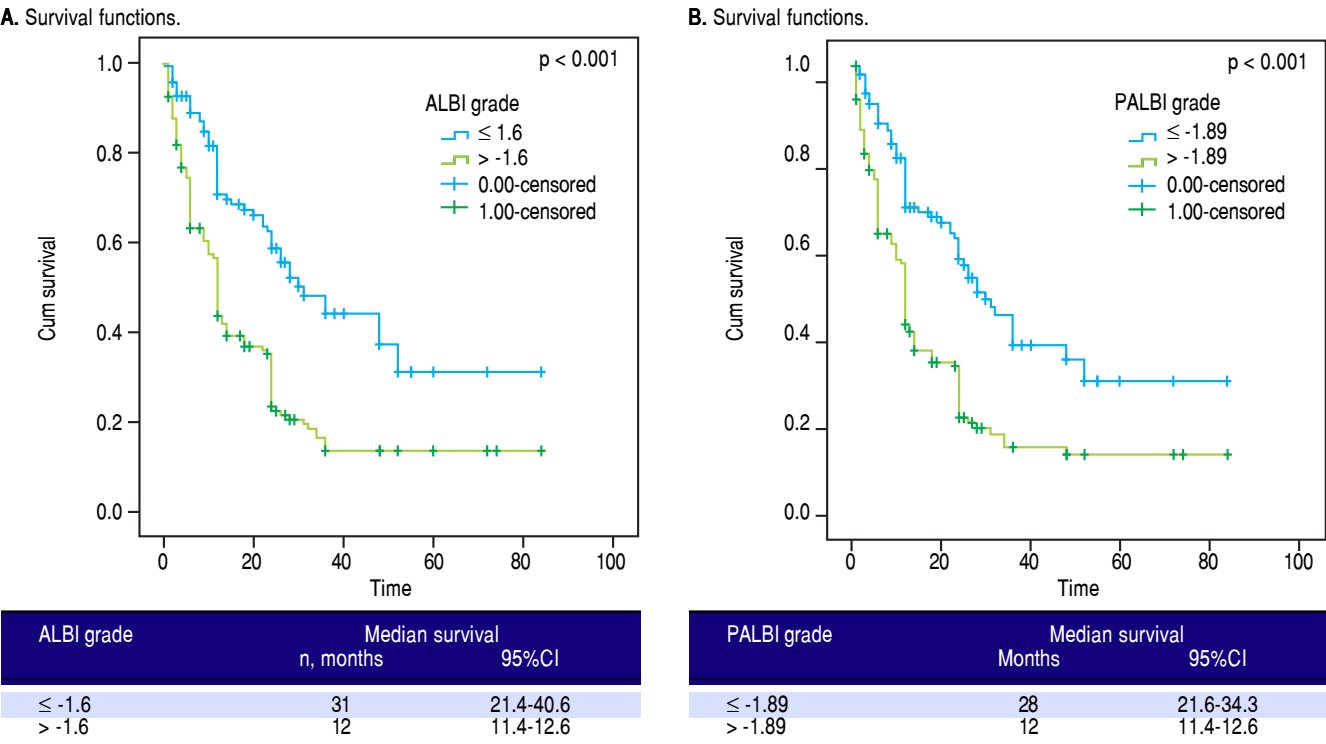 A. Survival functions.
p < 0.001
ALBI grade
≤ 1.6
> -1.6
0.00-censored
1.00-censored
Cum survival
1.0
0.8
0.6
0.4
0.2
0.0
0 20 40 60 80 100
Time
ALBI grade Median survival
n, months 95%CI
≤ -1.6 31 21.4-40.6
> -1.6 12 11.4-12.6
B. Survival functions.
p < 0.001
PALBI grade
≤ -1.89
> -1.89
0.00-censored
1.00-censored
Cum survival
1.0
0.8
0.6
0.4
0.2
0.0
0 20 40 60 80 100
Time
PALBI grade Median survival
Months 95%CI
≤ -1.89 28 21.6-34.3
> -1.89 12 11.4-12.6